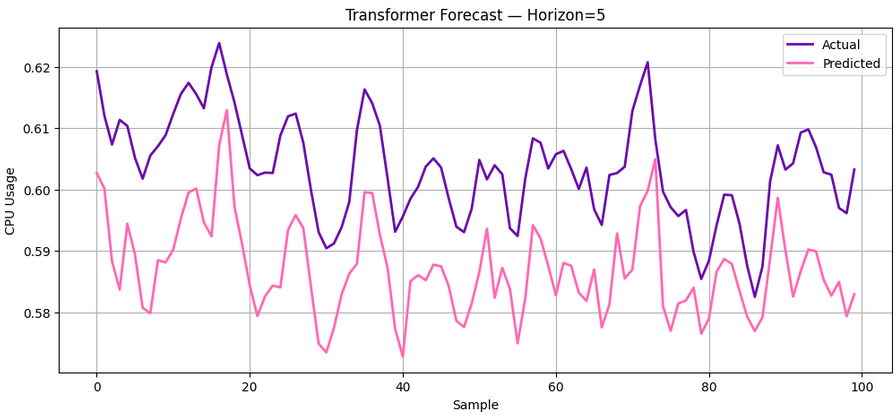 Transformer Forecast — Horizon=5
Actual
Predicted
CPU Usage
0.62
0.61
0.60
0.59
0.58
0 20 40 60 80 100
Sample